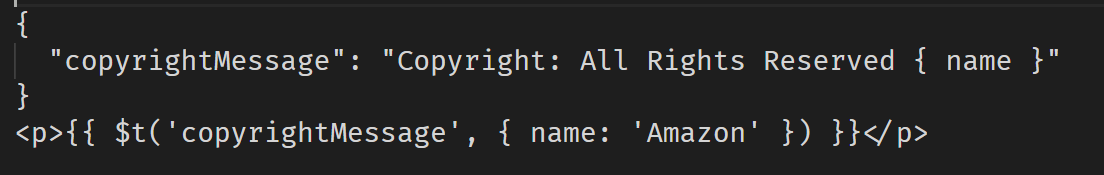 {
  "copyrightMessage": "Copyright: All Rights Reserved { name }"
}
<p>{{ $t('copyrightMessage', { name: 'Amazon' }) }}</p>